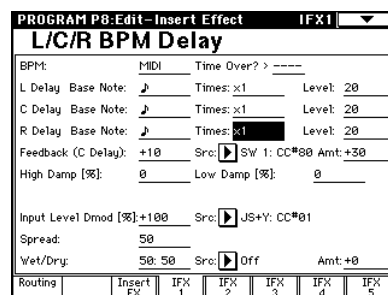 PROGRAM P8:Edit-Insert Effect IFX1
L/C/R BPM Delay
BPM: MIDI Time Over? > ----
L Delay Base Note: ♪ Times: x1 Level: 20
C Delay Base Note: ♪ Times: x1 Level: 20
R Delay Base Note: ♪ Times: x1 Level: 20
Feedback (C Delay): +10 Src: SW 1: CC#80 Amt: +30
High Damp [%]: 0 Low Damp [%]: 0
Input Level Dmod [%]: +100 Src: JS+Y: CC#01
Spread: 50
Wet/Dry: 50: 50 Src: Off Amt: +0
Routing Insert FX IFX 1 IFX 2 IFX 3 IFX 4 IFX 5